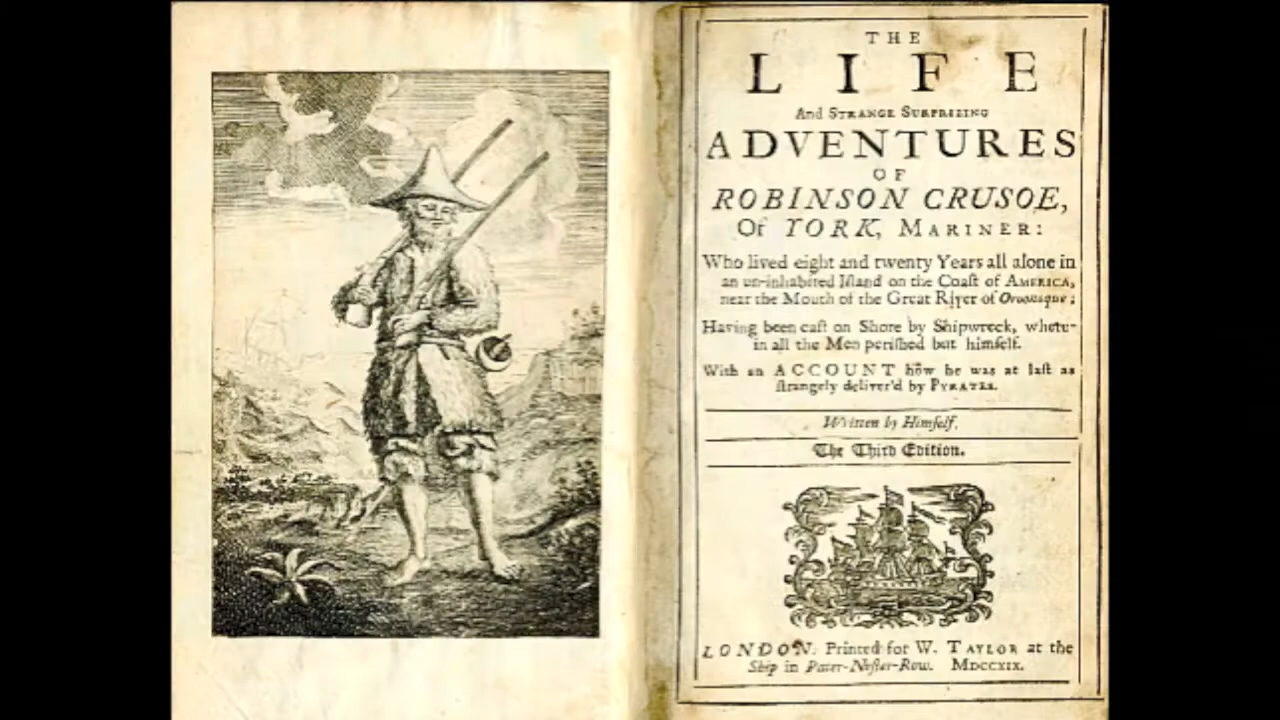 THE
LIFE
And STRANGE SURPRIZING
ADVENTURES
OF
ROBINSON CRUSOE,
Of YORK, MARINER:
Who lived eight and twenty Years all alone in
an un-inhabited Iſland on the Coaſt of AMERICA,
near the Mouth of the Great River of Oroonoque;
Having been caſt on Shore by Shipwreck, where-
in all the Men periſhed but himſelf.
With an ACCOUNT how he was at laſt as
ſtrangely deliver'd by PYRATES.
Written by Himſelf.
The Third Edition.
LONDON: Printed for W. TAYLOR at the
Ship in Pater-Noſter-Row. MDCCXIX.